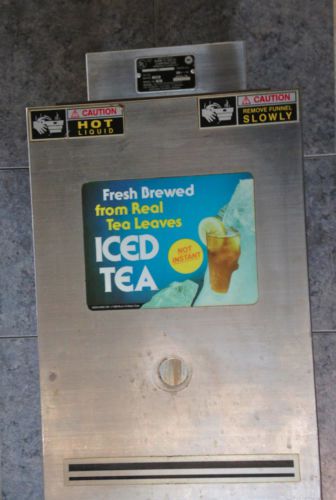 CAUTION
HOT
LIQUID
CAUTION
REMOVE FUNNEL
SLOWLY
Fresh Brewed
from Real
Tea Leaves
ICED
TEA
NOT
INSTANT